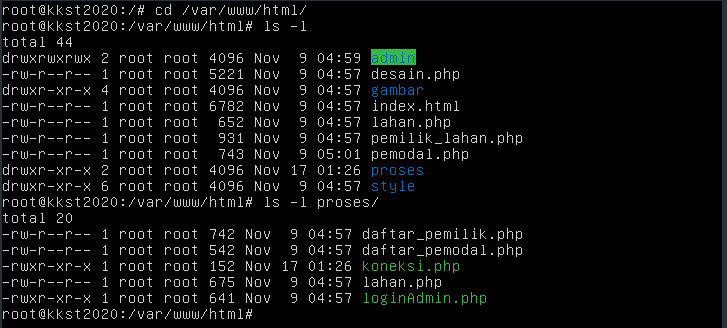 root@kkst2020:/# cd /var/www/html/
root@kkst2020:/var/www/html# ls -l
total 44
drwxrwxrwx 2 root root 4096 Nov  9 04:59 admin
-rw-r--r-- 1 root root 5221 Nov  9 04:57 desain.php
drwxr-xr-x 4 root root 4096 Nov  9 04:57 gambar
-rw-r--r-- 1 root root 6782 Nov  9 04:57 index.html
-rw-r--r-- 1 root root  652 Nov  9 04:57 lahan.php
-rw-r--r-- 1 root root  931 Nov  9 04:57 pemilik_lahan.php
-rw-r--r-- 1 root root  743 Nov  9 05:01 pemodal.php
drwxr-xr-x 2 root root 4096 Nov 17 01:26 proses
drwxr-xr-x 6 root root 4096 Nov  9 04:57 style
root@kkst2020:/var/www/html# ls -l proses/
total 20
-rw-r--r-- 1 root root 742 Nov  9 04:57 daftar_pemilik.php
-rw-r--r-- 1 root root 542 Nov  9 04:57 daftar_pemodal.php
-rwxr-xr-x 1 root root 152 Nov 17 01:26 koneksi.php
-rw-r--r-- 1 root root 675 Nov  9 04:57 lahan.php
-rwxr-xr-x 1 root root 641 Nov  9 04:57 loginAdmin.php
root@kkst2020:/var/www/html#